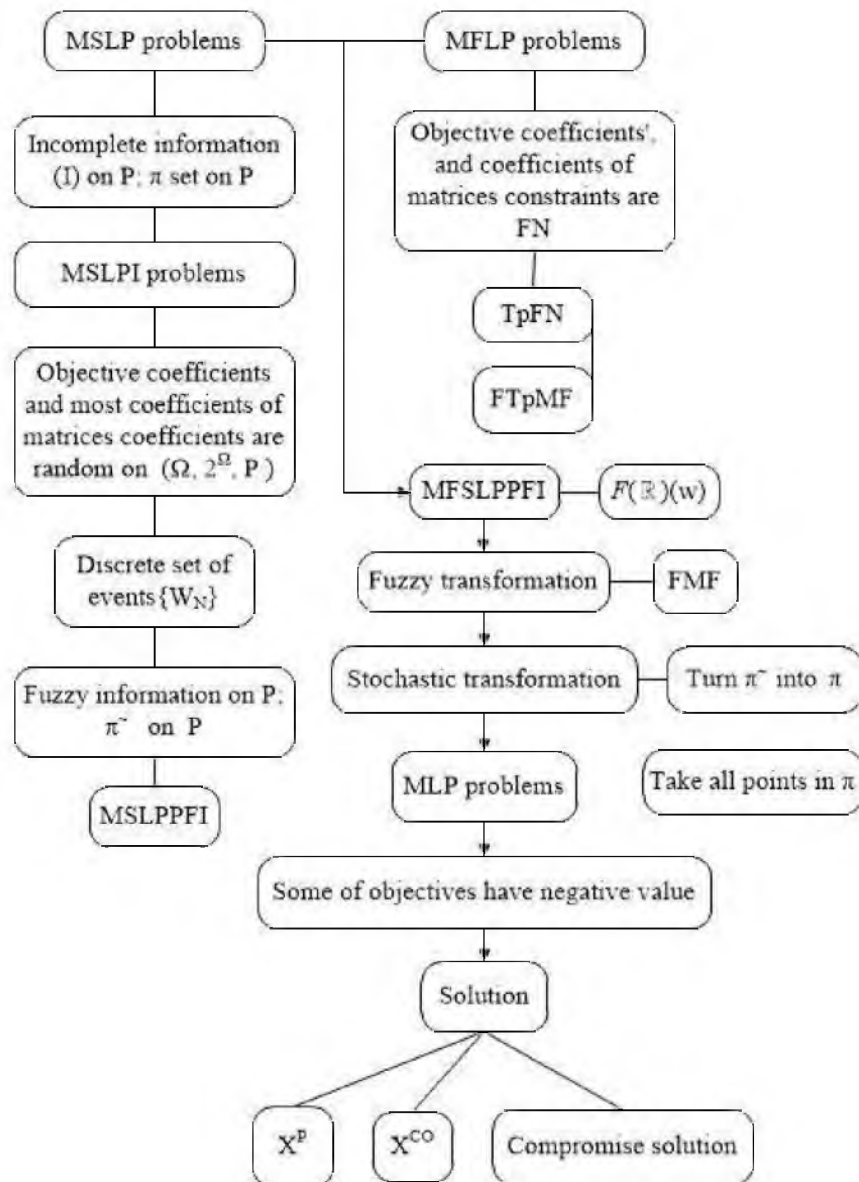 MSLP problems
MFLP problems
Incomplete information
(I) on P; π set on P
Objective coefficients',
and coefficients of
matrices constraints are
FN
MSLPI problems
TpFN
Objective coefficients
and most coefficients of
matrices coefficients are
random on (Ω, 2^Ω, P )
FTpMF
MFSLPPFI
F(ℝ)(w)
Discrete set of
events{W_N}
Fuzzy transformation
FMF
Fuzzy information on P;
π~ on P
Stochastic transformation
Turn π~ into π
MSLPPFI
MLP problems
Take all points in π
Some of objectives have negative value
Solution
X^P
X^CO
Compromise solution